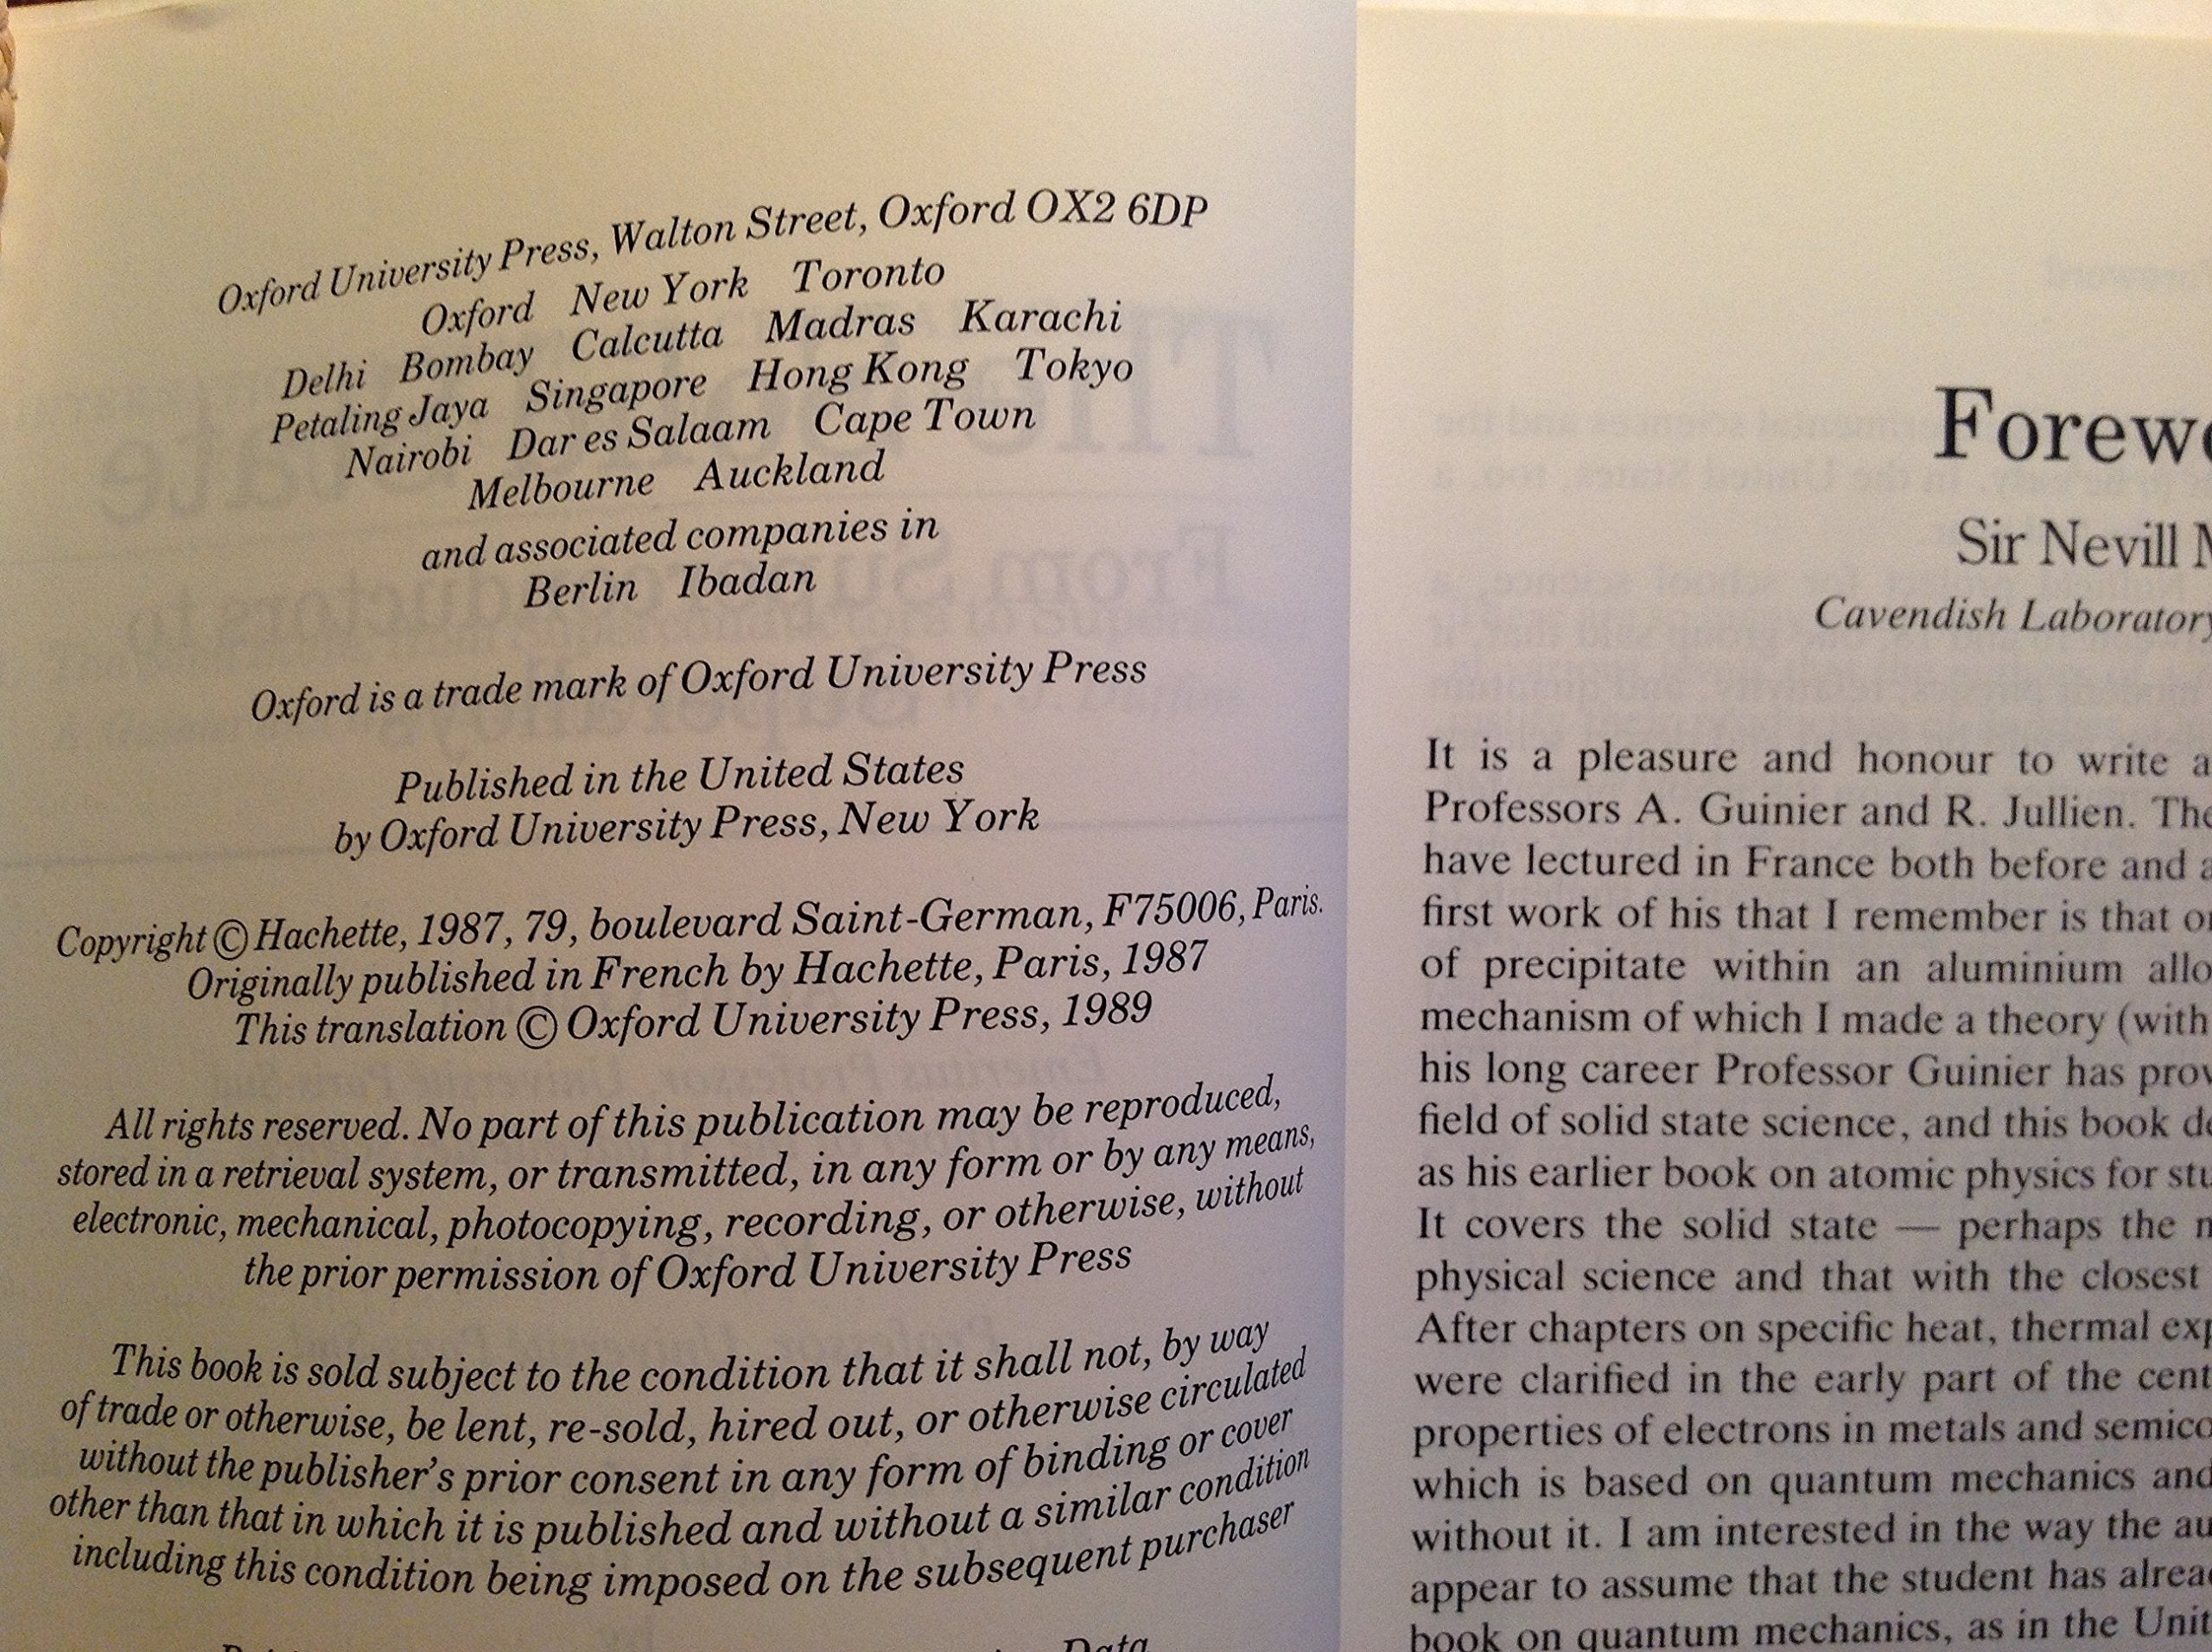 Oxford University Press, Walton Street, Oxford OX2 6DP
Oxford New York Toronto
Delhi Bombay Calcutta Madras Karachi
Petaling Jaya Singapore Hong Kong Tokyo
Nairobi Dar es Salaam Cape Town
Melbourne Auckland
and associated companies in
Berlin Ibadan
Oxford is a trade mark of Oxford University Press
Published in the United States
by Oxford University Press, New York
Copyright © Hachette, 1987, 79, boulevard Saint-German, F75006, Paris.
Originally published in French by Hachette, Paris, 1987
This translation © Oxford University Press, 1989
All rights reserved. No part of this publication may be reproduced,
stored in a retrieval system, or transmitted, in any form or by any means,
electronic, mechanical, photocopying, recording, or otherwise, without
the prior permission of Oxford University Press
This book is sold subject to the condition that it shall not, by way
of trade or otherwise, be lent, re-sold, hired out, or otherwise circulated
without the publisher's prior consent in any form of binding or cover
other than that in which it is published and without a similar condition
including this condition being imposed on the subsequent purchaser
Data
Forew
Sir Nevill
Cavendish Laboratory
It is a pleasure and honour to write a
Professors A. Guinier and R. Jullien. The
have lectured in France both before and a
first work of his that I remember is that o
of precipitate within an aluminium allo
mechanism of which I made a theory (with
his long career Professor Guinier has prov
field of solid state science, and this book de
as his earlier book on atomic physics for stu
It covers the solid state — perhaps the
physical science and that with the closest
After chapters on specific heat, thermal exp
were clarified in the early part of the cent
properties of electrons in metals and semico
which is based on quantum mechanics and
without it. I am interested in the way the au
appear to assume that the student has alrea
book on quantum mechanics, as in the Unit